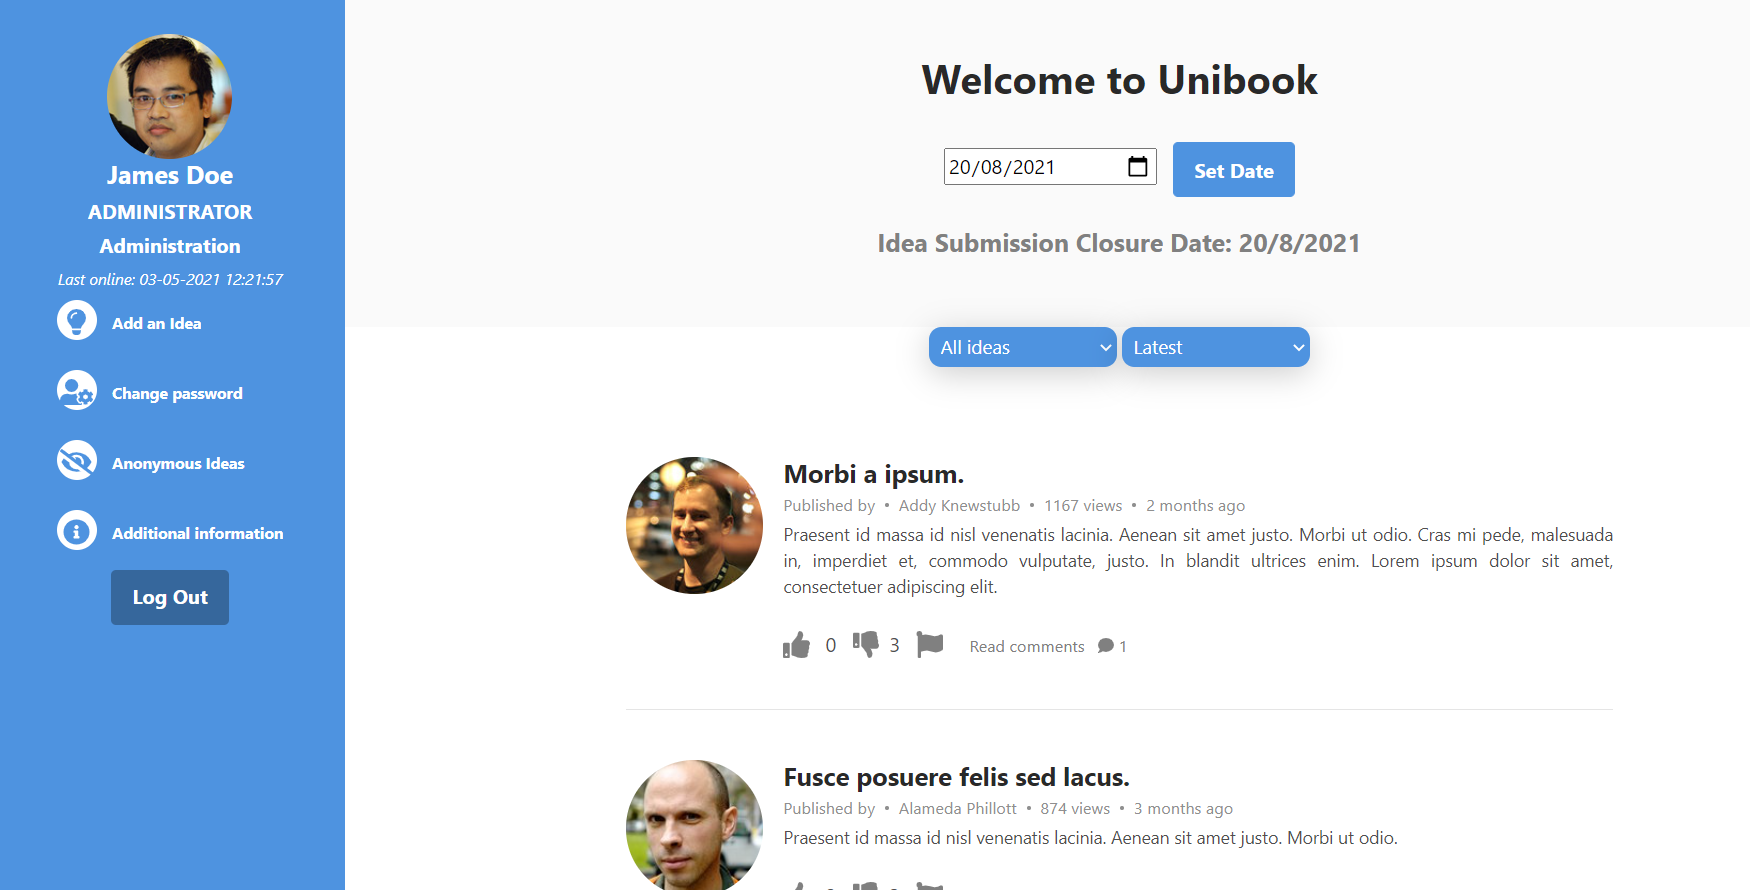 James Doe
ADMINISTRATOR
Administration
Last online: 03-05-2021 12:21:57
Add an Idea
Change password
Anonymous Ideas
Additional information
Log Out
Welcome to Unibook
20/08/2021
Set Date
Idea Submission Closure Date: 20/8/2021
All ideas
Latest
Morbi a ipsum.
Published by • Addy Knewstubb • 1167 views • 2 months ago
Praesent id massa id nisl venenatis lacinia. Aenean sit amet justo. Morbi ut odio. Cras mi pede, malesuada
in, imperdiet et, commodo vulputate, justo. In blandit ultrices enim. Lorem ipsum dolor sit amet,
consectetuer adipiscing elit.
0 3 Read comments 1
Fusce posuere felis sed lacus.
Published by • Alameda Phillott • 874 views • 3 months ago
Praesent id massa id nisl venenatis lacinia. Aenean sit amet justo. Morbi ut odio.